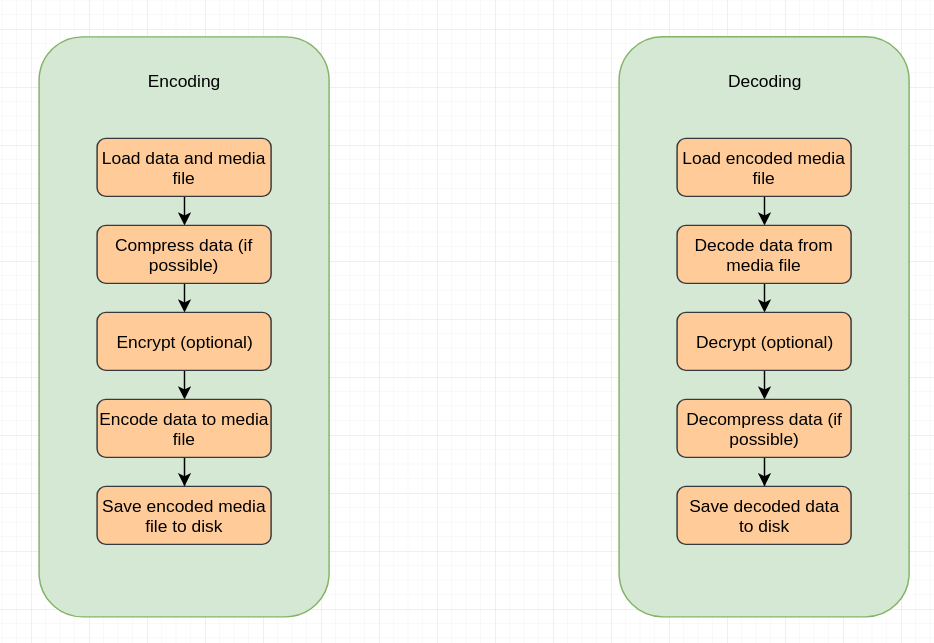 Encoding
Load data and media
file
Compress data (if
possible)
Encrypt (optional)
Encode data to media
file
Save encoded media
file to disk
Decoding
Load encoded media
file
Decode data from
media file
Decrypt (optional)
Decompress data (if
possible)
Save decoded data
to disk